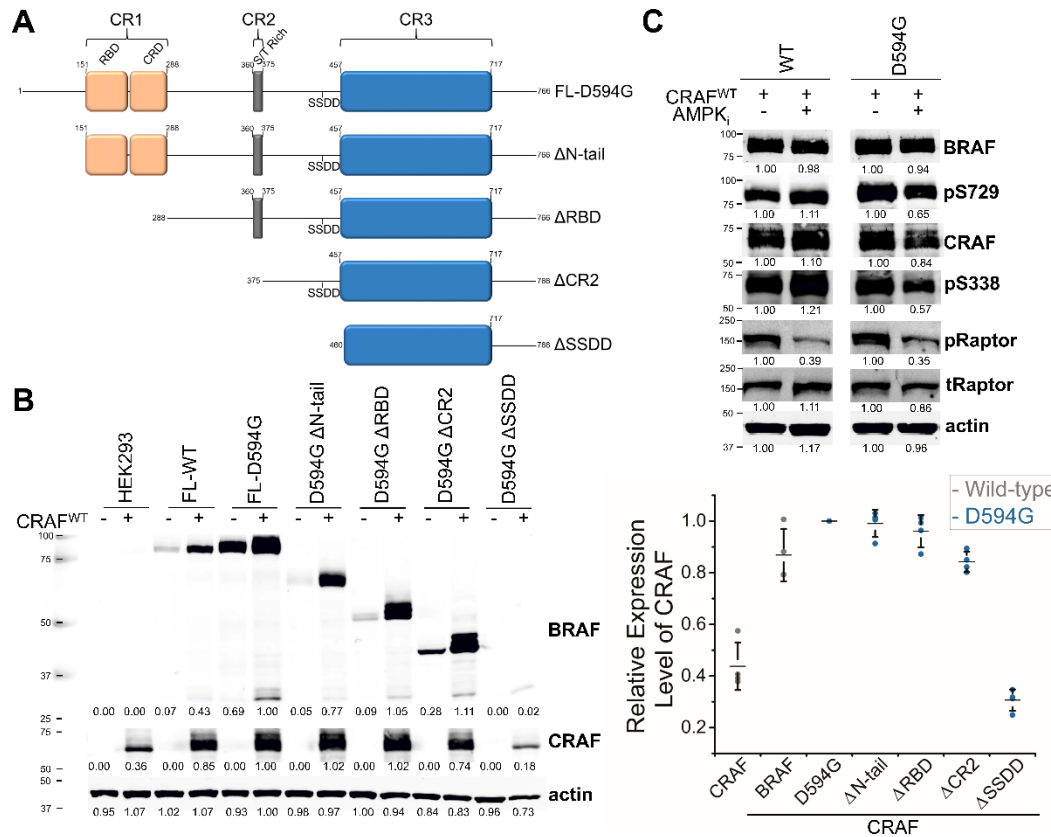 A
CR1 CR2 CR3
RBD CRD S/T Rich
151 288 360 375 457 717
1 SSDD 766 FL-D594G
151 288 360 375 457 717
SSDD 766 ΔN-tail
360 375 457 717
288 SSDD 766 ΔRBD
457 717
375 SSDD 788 ΔCR2
717
460 788 ΔSSDD
B
HEK293 FL-WT FL-D594G D594G ΔN-tail D594G ΔRBD D594G ΔCR2 D594G ΔSSDD
CRAFWT - + - + - + - + - + - + - +
100
75
50
BRAF
37
0.00 0.00 0.07 0.43 0.69 1.00 0.05 0.77 0.09 1.05 0.28 1.11 0.00 0.02
25
75
CRAF
0.00 0.36 0.00 0.85 0.00 1.00 0.00 1.02 0.00 1.02 0.00 0.74 0.00 0.18
50
50
actin
37
0.95 1.07 1.02 1.07 0.93 1.00 0.98 0.97 1.00 0.94 0.84 0.83 0.96 0.73
C
WT D594G
CRAFWT + + + +
AMPKi - + - +
100
BRAF
75
1.00 0.98 1.00 0.94
100
pS729
75
1.00 1.11 1.00 0.65
75
CRAF
50
1.00 1.10 1.00 0.84
75
pS338
50
1.00 1.21 1.00 0.57
250
pRaptor
150
1.00 0.39 1.00 0.35
250
tRaptor
150
1.00 1.11 1.00 0.86
50
actin
37
1.00 1.17 1.00 0.96
- Wild-type
- D594G
Relative Expression
Level of CRAF
1.0
0.8
0.6
0.4
0.2
CRAF BRAF D594G ΔN-tail ΔRBD ΔCR2 ΔSSDD
CRAF